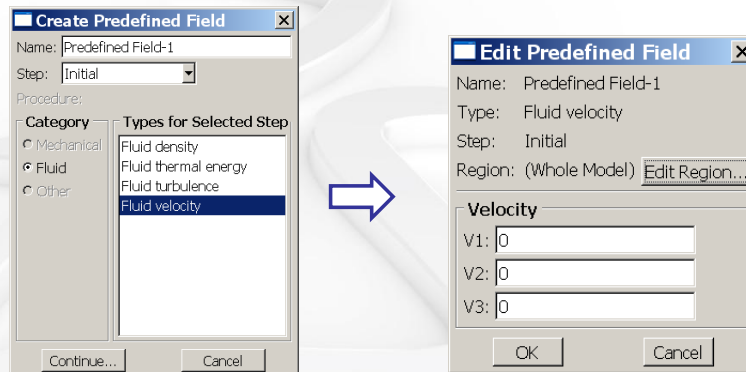 Create Predefined Field
Name: Predefined Field-1
Step: Initial
Procedure:
Category
Mechanical
Fluid
Other
Types for Selected Step
Fluid density
Fluid thermal energy
Fluid turbulence
Fluid velocity
Continue...
Cancel
Edit Predefined Field
Name: Predefined Field-1
Type: Fluid velocity
Step: Initial
Region: (Whole Model) Edit Region...
Velocity
V1: 0
V2: 0
V3: 0
OK
Cancel